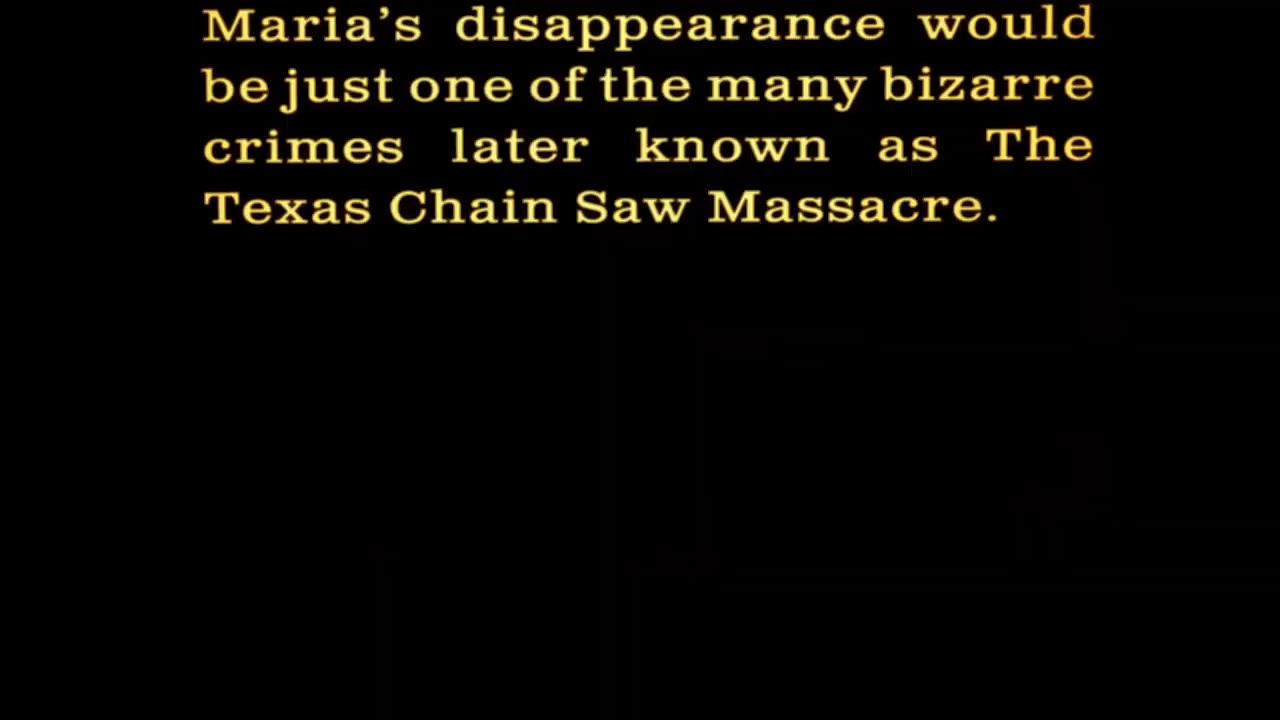 Maria’s disappearance would
be just one of the many bizarre
crimes later known as The
Texas Chain Saw Massacre.